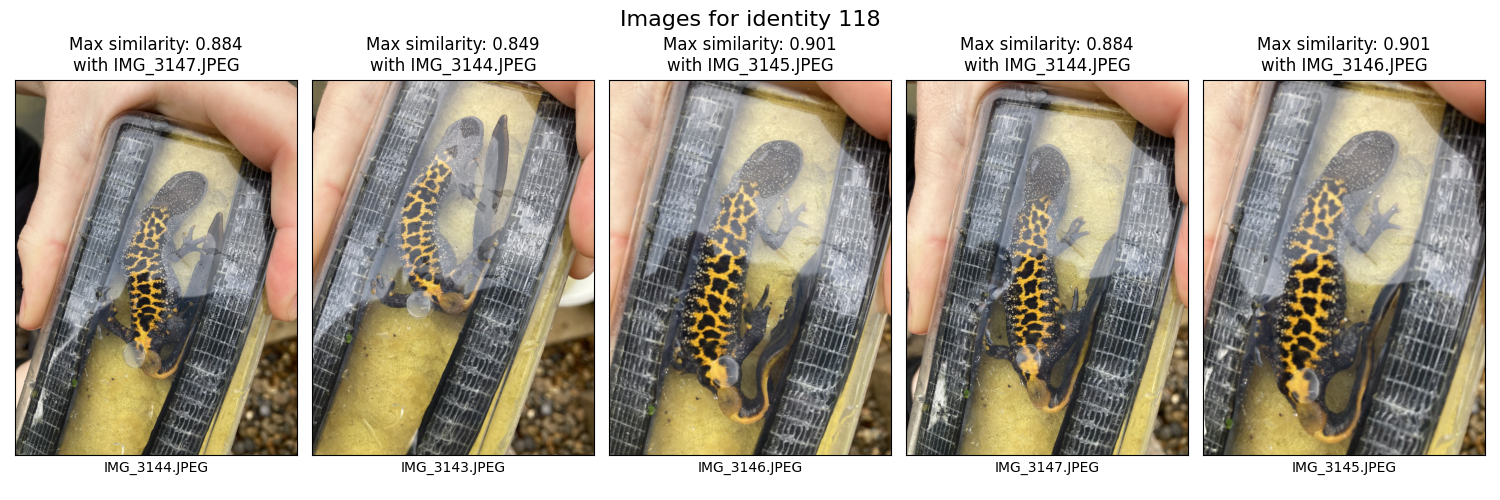 Images for identity 118
Max similarity: 0.884
with IMG_3147.JPEG
Max similarity: 0.849
with IMG_3144.JPEG
Max similarity: 0.901
with IMG_3145.JPEG
Max similarity: 0.884
with IMG_3144.JPEG
Max similarity: 0.901
with IMG_3146.JPEG
IMG_3144.JPEG
IMG_3143.JPEG
IMG_3146.JPEG
IMG_3147.JPEG
IMG_3145.JPEG